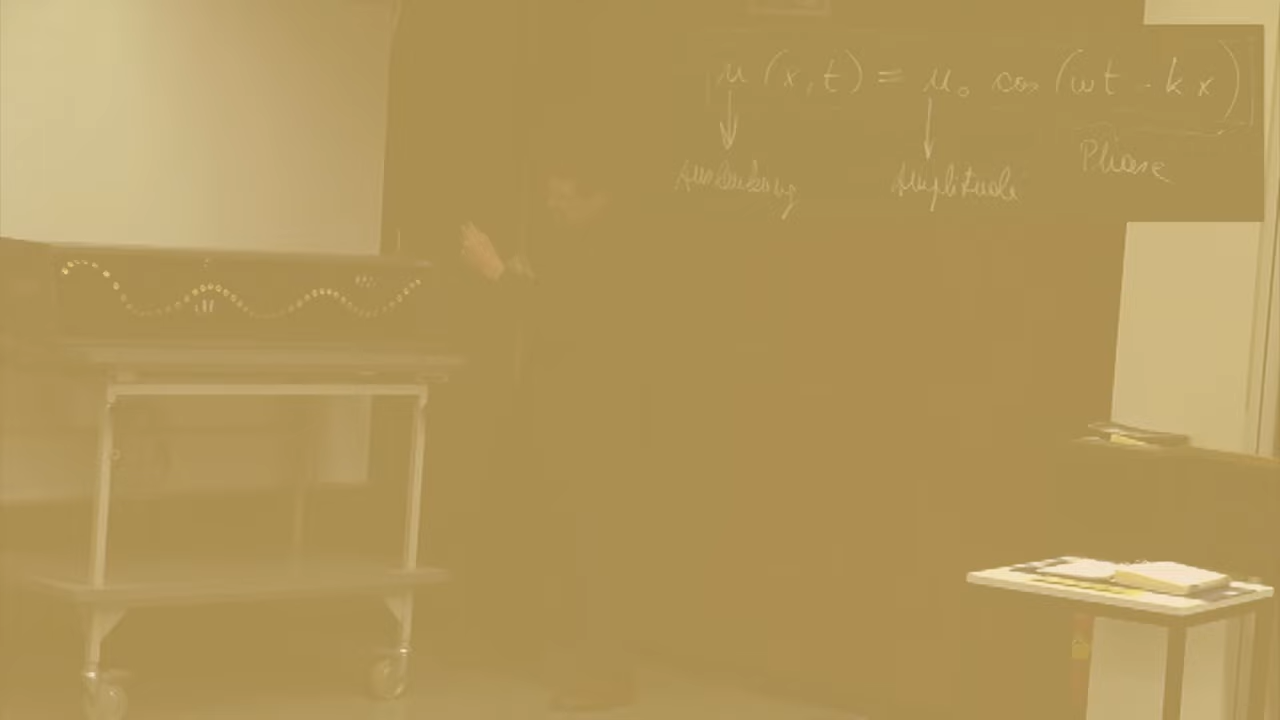 u (x,t) = u₀ cos (ωt - kx)
Auslenkung Amplitude Phase